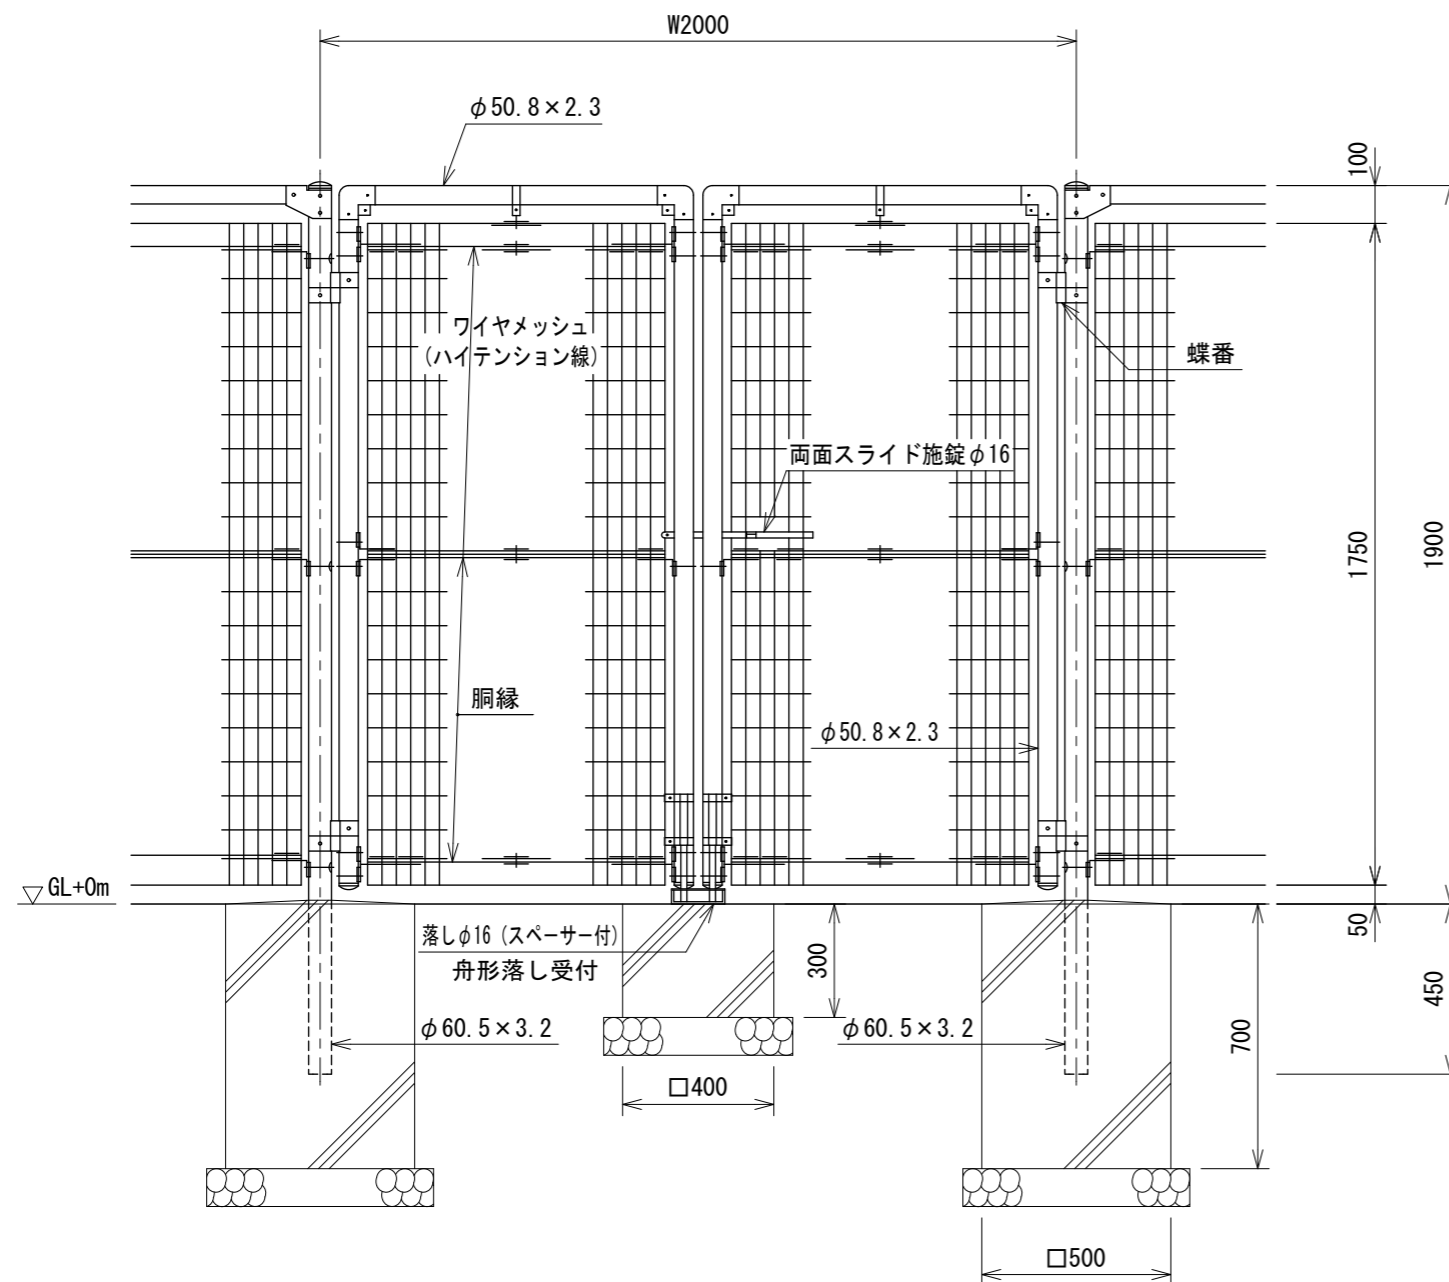 W2000
φ50.8×2.3
100
ワイヤメッシュ
(ハイテンション線)
蝶番
両面スライド施錠φ16
1750
1900
胴縁
φ50.8×2.3
GL+0m
落しφ16 (スペーサー付)
舟形落し受付
300
50
450
φ60.5×3.2
φ60.5×3.2
700
□400
□500